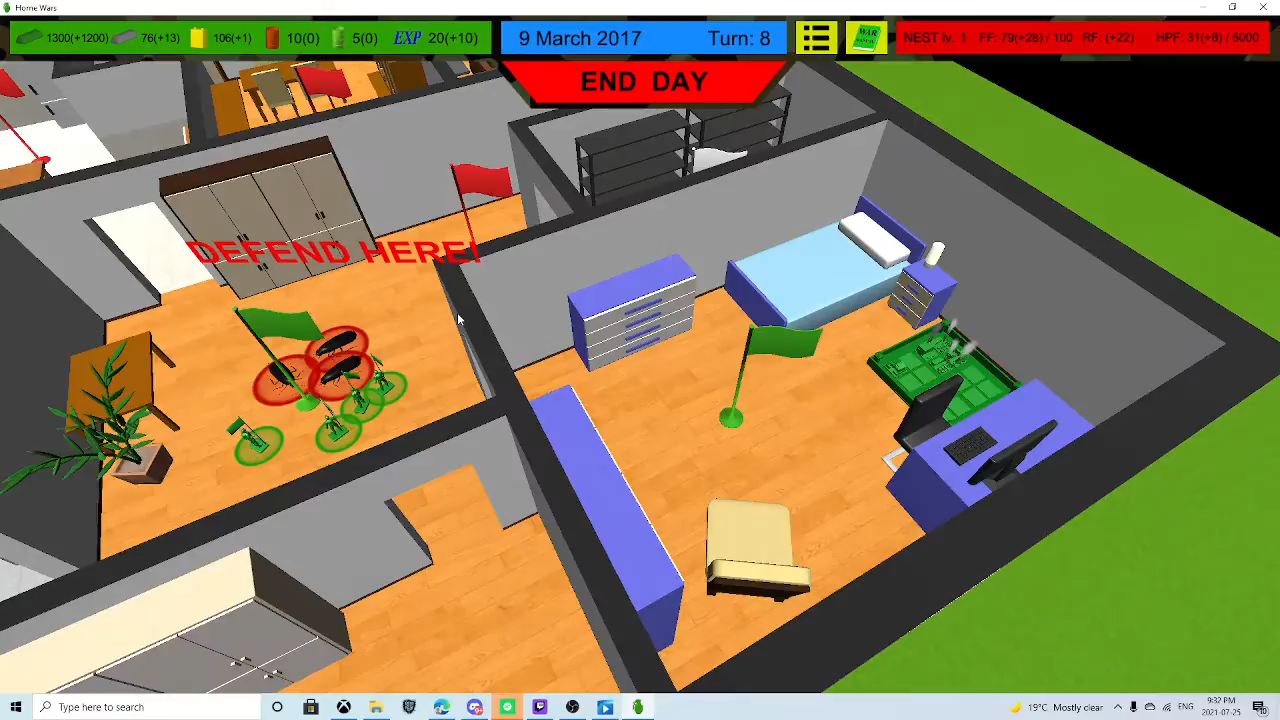 Home Wars
1300(+1200) 76(+13) 106(+1) 10(0) 5(0) EXP 20(+10)
9 March 2017 Turn: 8
WAR
NEST lv. 1 FF: 79(+28) / 100 RF: (+22) HPF: 31(+8) / 5000
END DAY
DEFEND HERE!
Type here to search
19°C Mostly clear
ENG
9:32 PM
2021-07-25